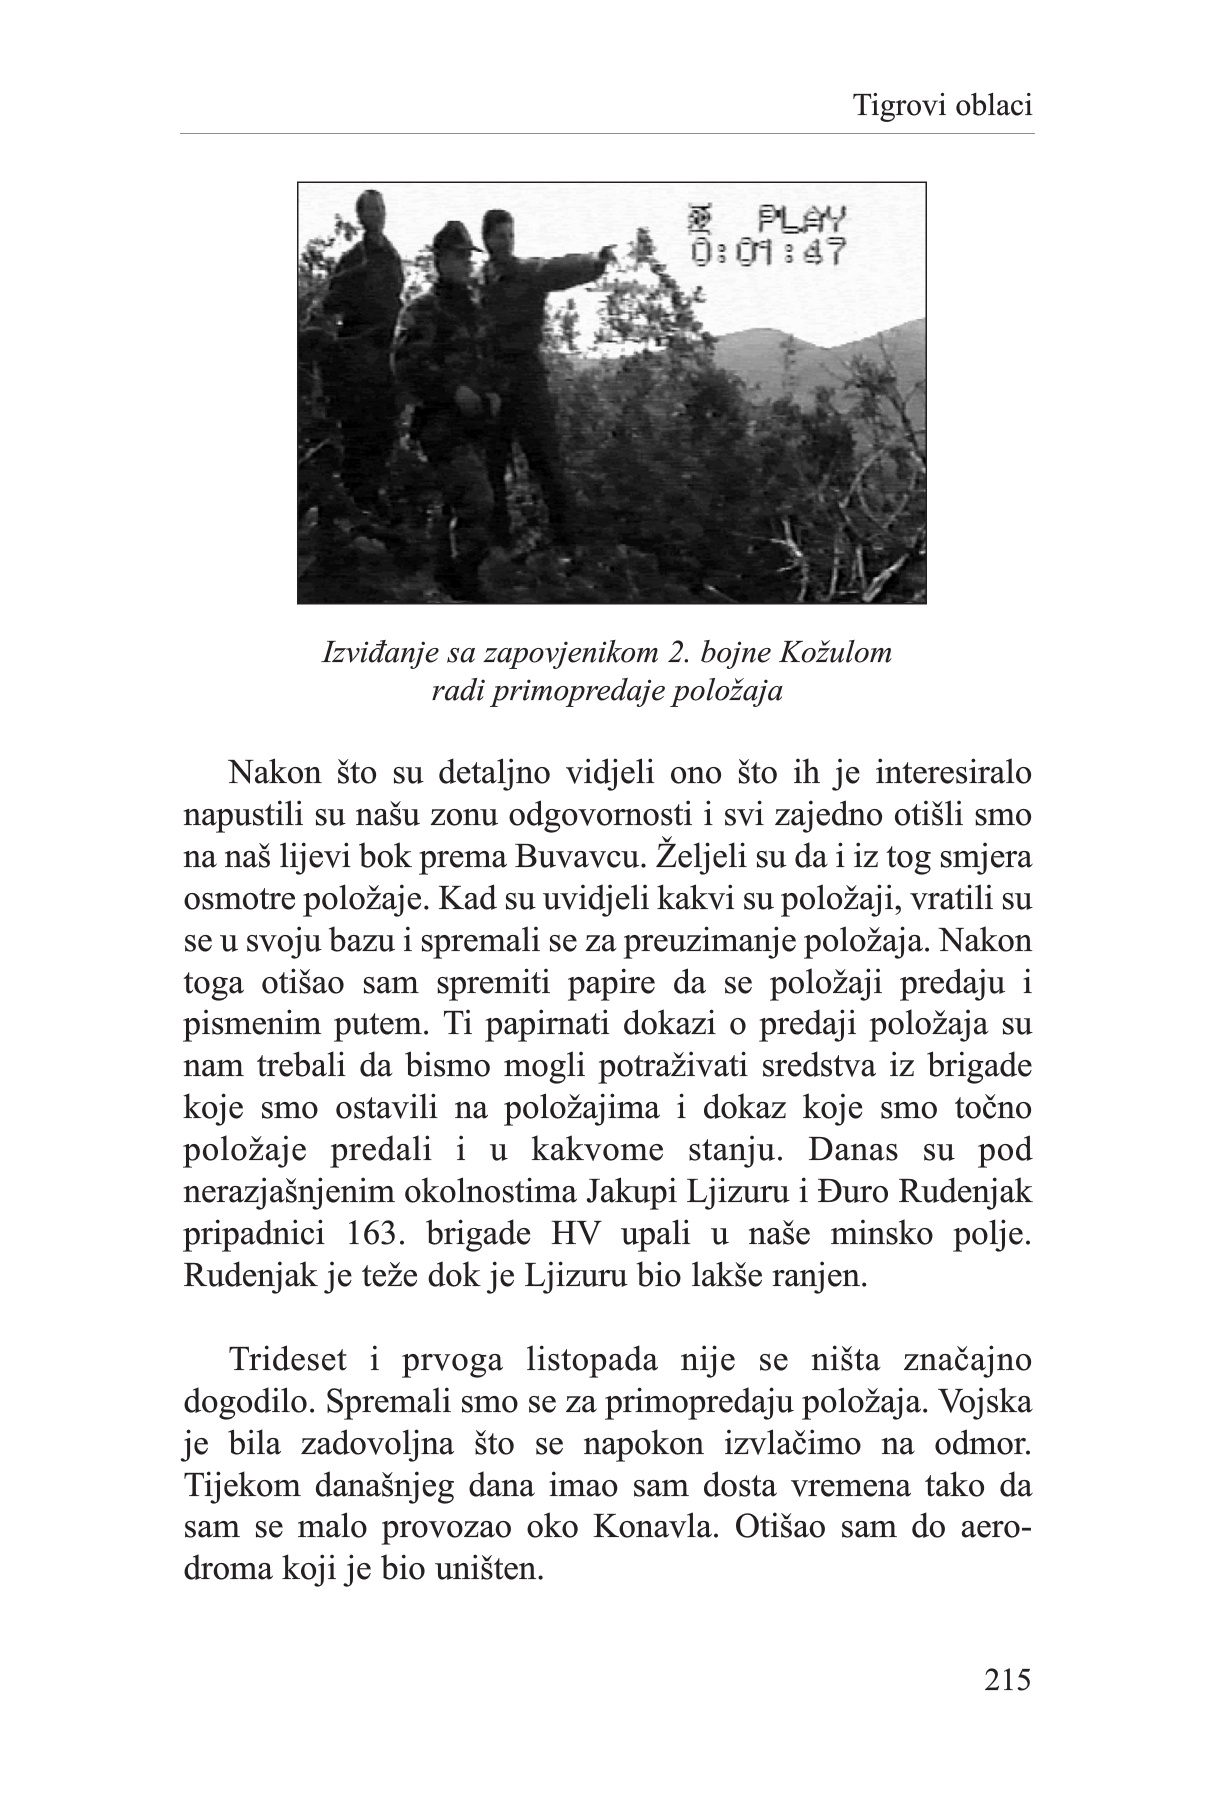 Tigrovi oblaci
PLAY
0:01:47
Izviđanje sa zapovjenikom 2. bojne Kožulom
radi primopredaje položaja
Nakon što su detaljno vidjeli ono što ih je interesiralo
napustili su našu zonu odgovornosti i svi zajedno otišli smo
na naš lijevi bok prema Buvavcu. Željeli su da i iz tog smjera
osmotre položaje. Kad su uvidjeli kakvi su položaji, vratili su
se u svoju bazu i spremali se za preuzimanje položaja. Nakon
toga otišao sam spremiti papire da se položaji predaju i
pismenim putem. Ti papirnati dokazi o predaji položaja su
nam trebali da bismo mogli potraživati sredstva iz brigade
koje smo ostavili na položajima i dokaz koje smo točno
položaje predali i u kakvome stanju. Danas su pod
nerazjašnjenim okolnostima Jakupi Ljizuru i Đuro Rudenjak
pripadnici 163. brigade HV upali u naše minsko polje.
Rudenjak je teže dok je Ljizuru bio lakše ranjen.
Trideset i prvoga listopada nije se ništa značajno
dogodilo. Spremali smo se za primopredaju položaja. Vojska
je bila zadovoljna što se napokon izvlačimo na odmor.
Tijekom današnjeg dana imao sam dosta vremena tako da
sam se malo provozao oko Konavla. Otišao sam do aero-
droma koji je bio uništen.
215